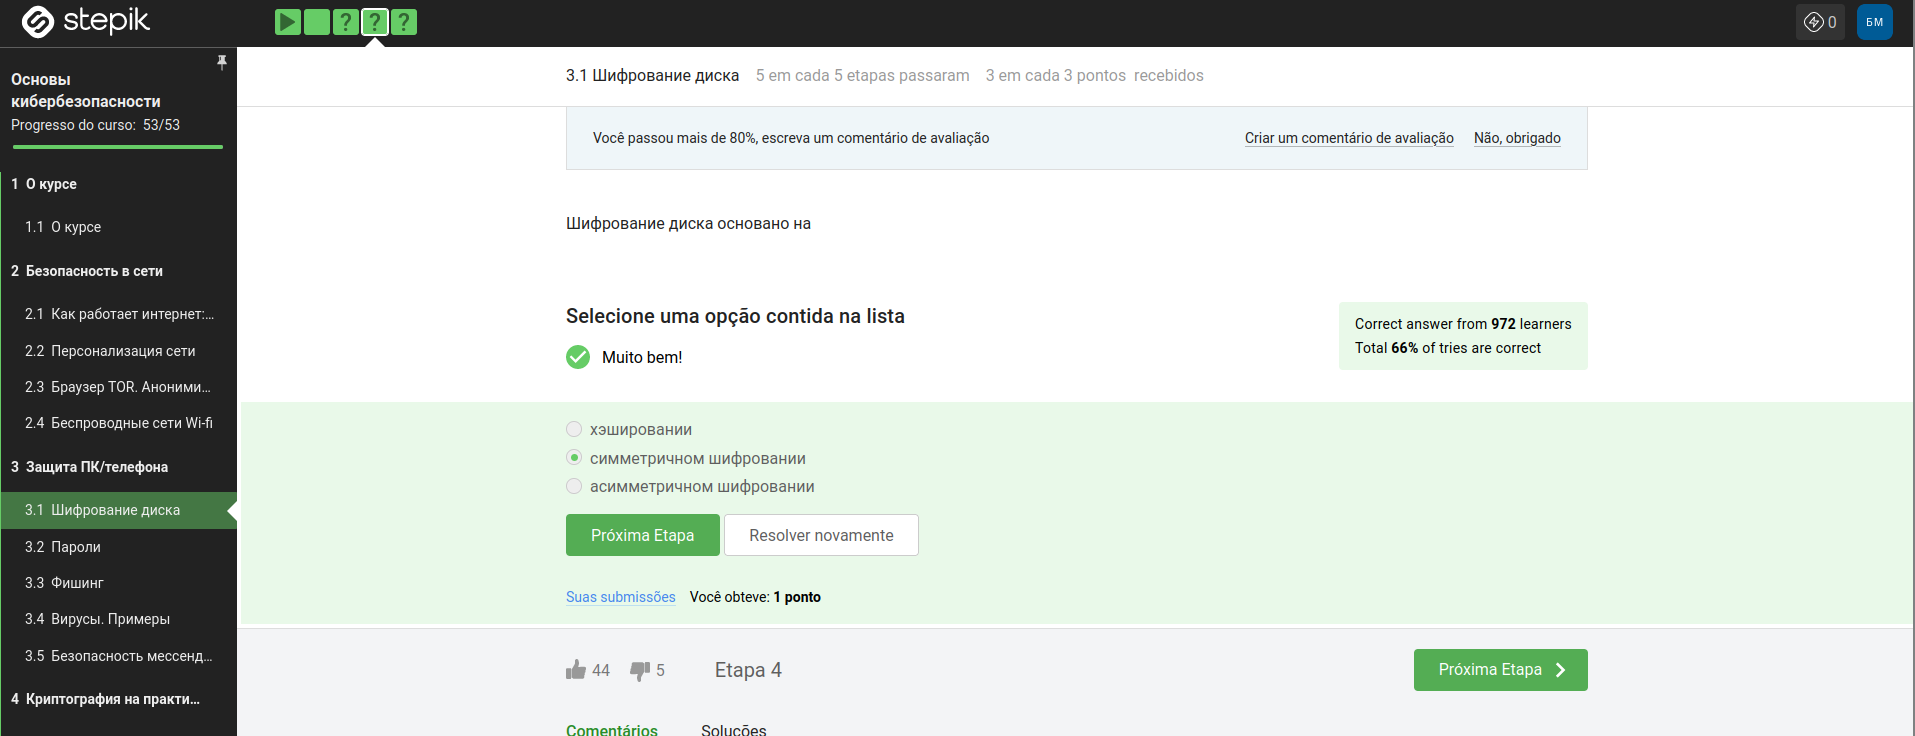 stepik
?
?
?
0
БМ
Основы
кибербезопасности
Progresso do curso: 53/53
1 О курсе
1.1 О курсе
2 Безопасность в сети
2.1 Как работает интернет:...
2.2 Персонализация сети
2.3 Браузер TOR. Аноними...
2.4 Беспроводные сети Wi-fi
3 Защита ПК/телефона
3.1 Шифрование диска
3.2 Пароли
3.3 Фишинг
3.4 Вирусы. Примеры
3.5 Безопасность мессенд...
4 Криптография на практи...
3.1 Шифрование диска 5 em cada 5 etapas passaram 3 em cada 3 pontos recebidos
Você passou mais de 80%, escreva um comentário de avaliação Criar um comentário de avaliação Não, obrigado
Шифрование диска основано на
Selecione uma opção contida na lista
Muito bem!
Correct answer from 972 learners
Total 66% of tries are correct
хэшировании
симметричном шифровании
асимметричном шифровании
Próxima Etapa Resolver novamente
Suas submissões Você obteve: 1 ponto
44 5 Etapa 4 Próxima Etapa
Comentários Soluções